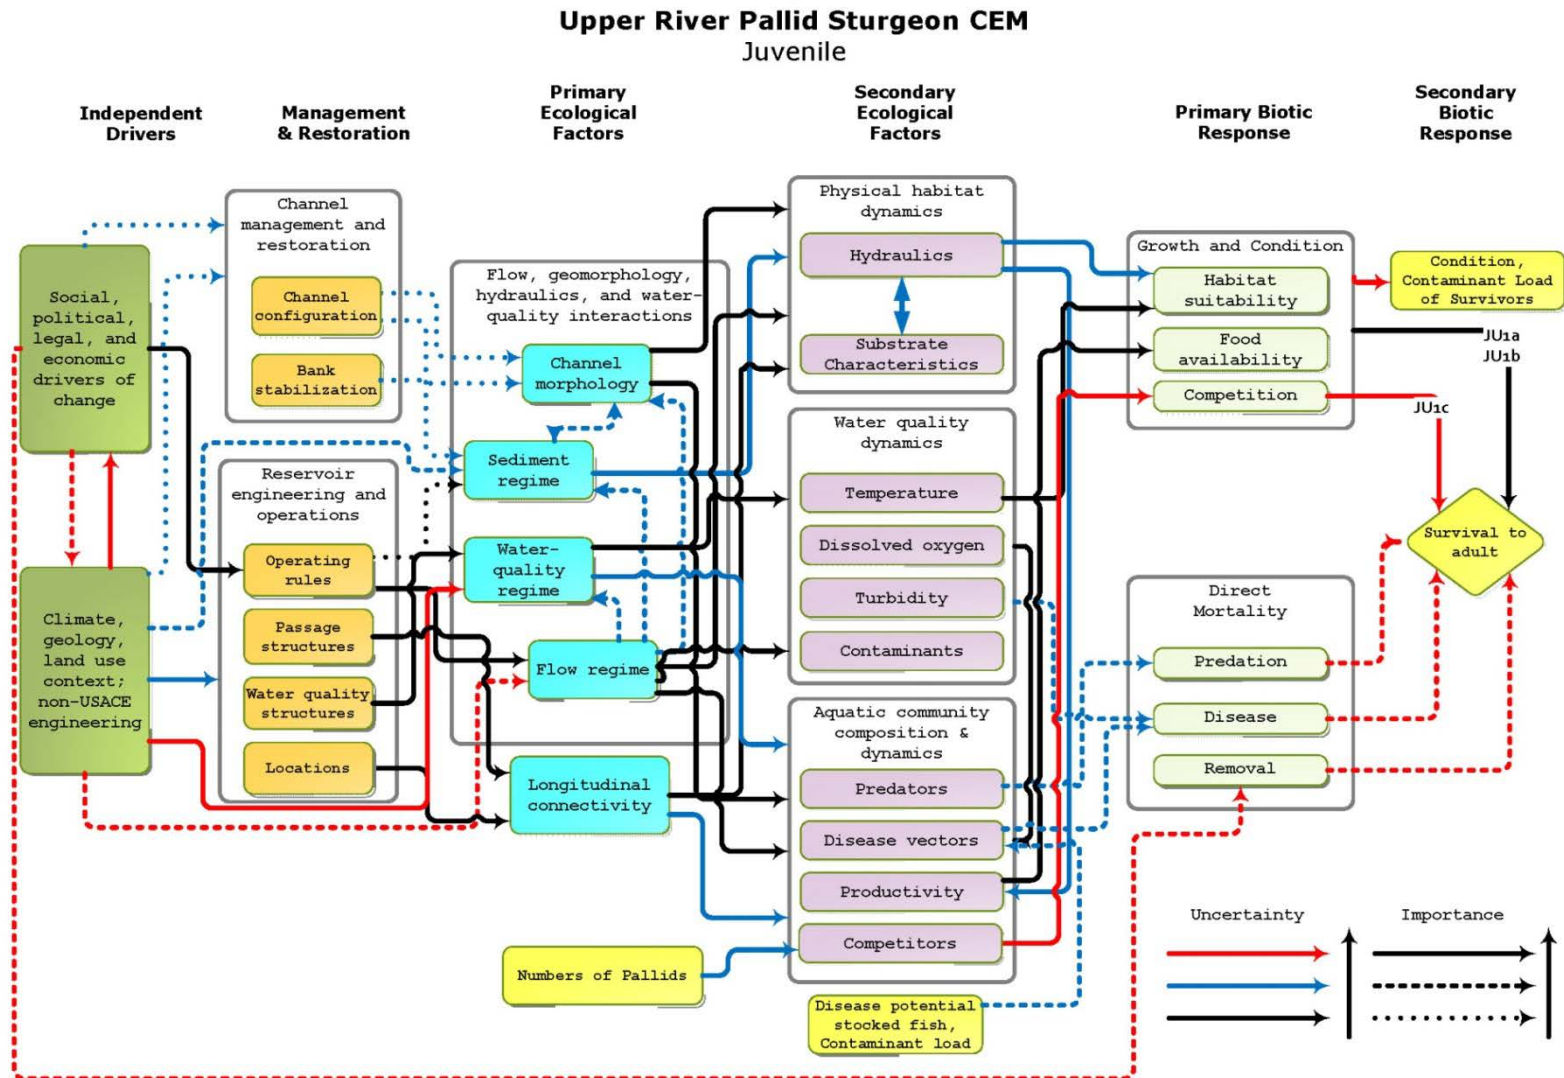 Upper River Pallid Sturgeon CEM
Juvenile
Independent
Drivers
Management
& Restoration
Primary
Ecological
Factors
Secondary
Ecological
Factors
Primary Biotic
Response
Secondary
Biotic
Response
Social,
political,
legal, and
economic
drivers of
change
Climate,
geology,
land use
context;
non-USACE
engineering
Channel
management and
restoration
Channel
configuration
Bank
stabilization
Reservoir
engineering and
operations
Operating
rules
Passage
structures
Water quality
structures
Locations
Flow, geomorphology,
hydraulics, and water-
quality interactions
Channel
morphology
Sediment
regime
Water-
quality
regime
Flow regime
Longitudinal
connectivity
Numbers of Pallids
Physical habitat
dynamics
Hydraulics
Substrate
Characteristics
Water quality
dynamics
Temperature
Dissolved oxygen
Turbidity
Contaminants
Aquatic community
composition &
dynamics
Predators
Disease vectors
Productivity
Competitors
Disease potential
stocked fish,
Contaminant load
Growth and Condition
Habitat
suitability
Food
availability
Competition
Direct
Mortality
Predation
Disease
Removal
Condition,
Contaminant Load
of Survivors
JU1a
JU1b
JU1c
Survival to
adult
Uncertainty
Importance